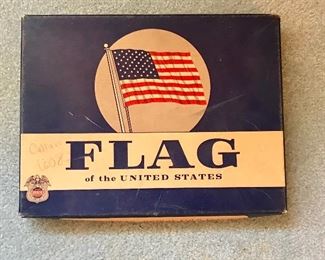 FLAG
of the UNITED STATES